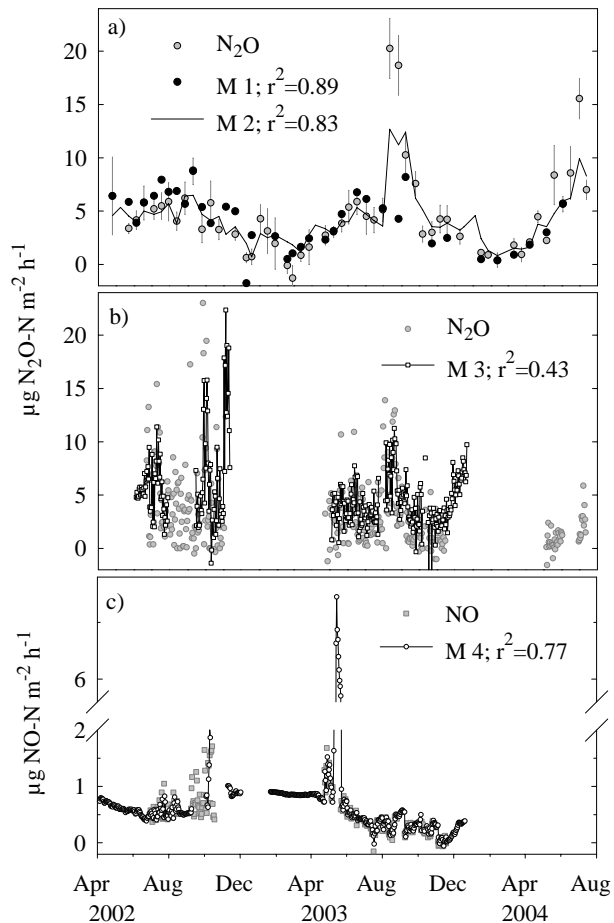 a)
N₂O
M 1; r²=0.89
M 2; r²=0.83
20
15
10
5
0
b)
N₂O
M 3; r²=0.43
20
15
10
5
0
µg N₂O-N m⁻² h⁻¹
c)
NO
M 4; r²=0.77
6
2
1
0
µg NO-N m⁻² h⁻¹
Apr Aug Dec Apr Aug Dec Apr Aug
2002 2003 2004